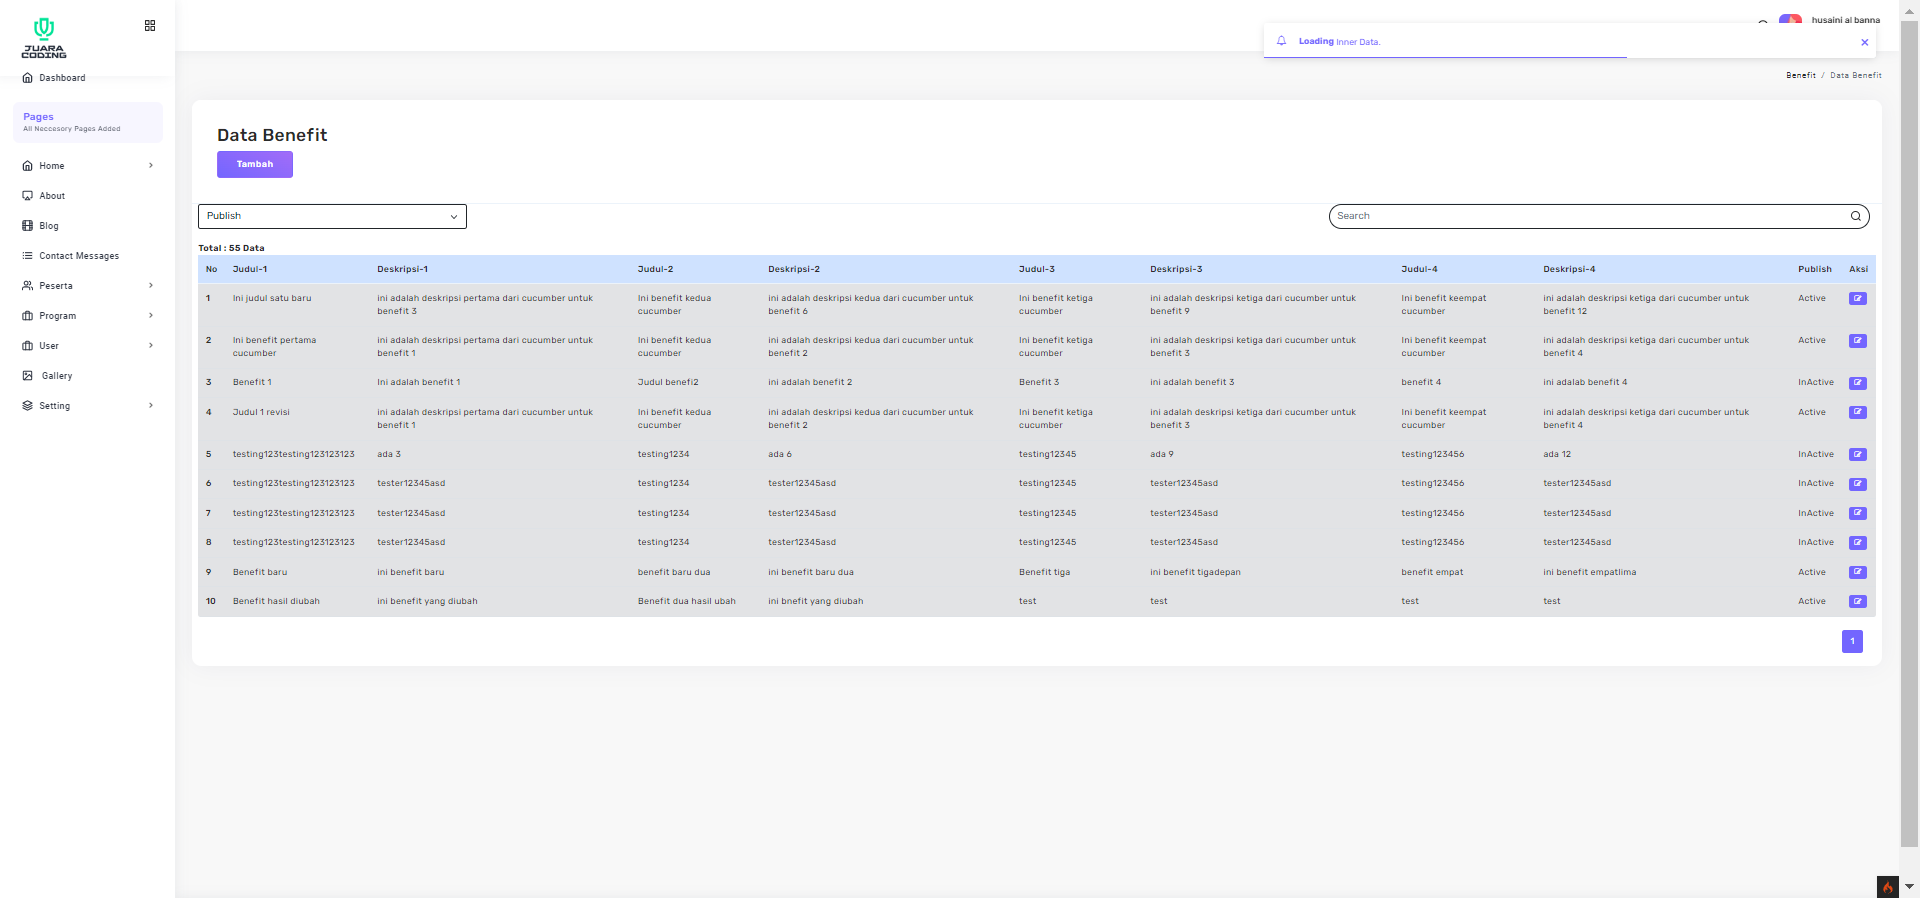 JUARA
CODING
husaini al banna
Loading Inner Data.
Dashboard
Benefit / Data Benefit
Pages
All Neccesory Pages Added
Home
About
Blog
Contact Messages
Peserta
Program
User
Gallery
Setting
Data Benefit
Tambah
Publish
Search
Total : 55 Data
No Judul-1 Deskripsi-1 Judul-2 Deskripsi-2 Judul-3 Deskripsi-3 Judul-4 Deskripsi-4 Publish Aksi
1 Ini judul satu baru ini adalah deskripsi pertama dari cucumber untuk Ini benefit kedua ini adalah deskripsi kedua dari cucumber untuk Ini benefit ketiga ini adalah deskripsi ketiga dari cucumber untuk Ini benefit keempat ini adalah deskripsi ketiga dari cucumber untuk Active
benefit 3 cucumber benefit 6 cucumber benefit 9 cucumber benefit 12
2 Ini benefit pertama ini adalah deskripsi pertama dari cucumber untuk Ini benefit kedua ini adalah deskripsi kedua dari cucumber untuk Ini benefit ketiga ini adalah deskripsi ketiga dari cucumber untuk Ini benefit keempat ini adalah deskripsi ketiga dari cucumber untuk Active
cucumber benefit 1 cucumber benefit 2 cucumber benefit 3 cucumber benefit 4
3 Benefit 1 Ini adalah benefit 1 Judul benefi2 ini adalah benefit 2 Benefit 3 ini adalah benefit 3 benefit 4 ini adalab benefit 4 InActive
4 Judul 1 revisi ini adalah deskripsi pertama dari cucumber untuk Ini benefit kedua ini adalah deskripsi kedua dari cucumber untuk Ini benefit ketiga ini adalah deskripsi ketiga dari cucumber untuk Ini benefit keempat ini adalah deskripsi ketiga dari cucumber untuk Active
benefit 1 cucumber benefit 2 cucumber benefit 3 cucumber benefit 4
5 testing123testing123123123 ada 3 testing1234 ada 6 testing12345 ada 9 testing123456 ada 12 InActive
6 testing123testing123123123 tester12345asd testing1234 tester12345asd testing12345 tester12345asd testing123456 tester12345asd InActive
7 testing123testing123123123 tester12345asd testing1234 tester12345asd testing12345 tester12345asd testing123456 tester12345asd InActive
8 testing123testing123123123 tester12345asd testing1234 tester12345asd testing12345 tester12345asd testing123456 tester12345asd InActive
9 Benefit baru ini benefit baru benefit baru dua ini benefit baru dua Benefit tiga ini benefit tigadepan benefit empat ini benefit empatlima Active
10 Benefit hasil diubah ini benefit yang diubah Benefit dua hasil ubah ini bnefit yang diubah test test test test Active
1